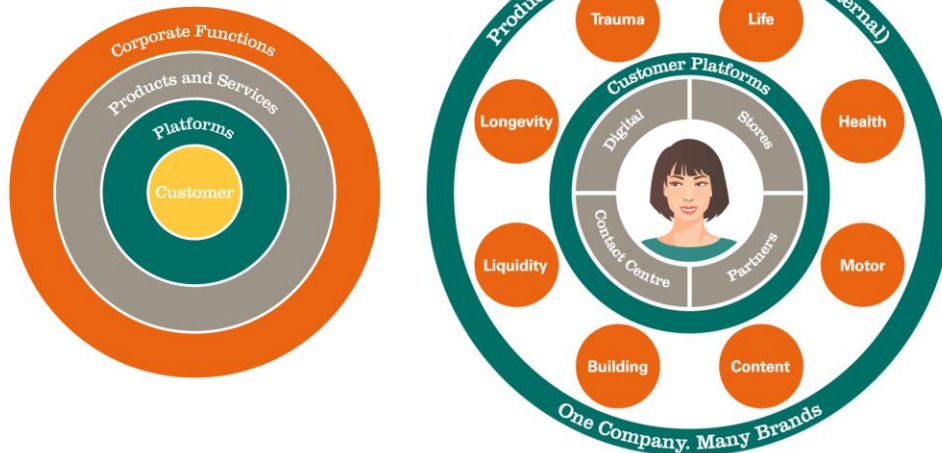 Corporate Functions
Products and Services
Platforms
Customer
Trauma
Life
Customer Platforms
Longevity
Digital
Stores
Health
Liquidity
Contact Centre
Partners
Motor
Building
Content
One Company. Many Brands